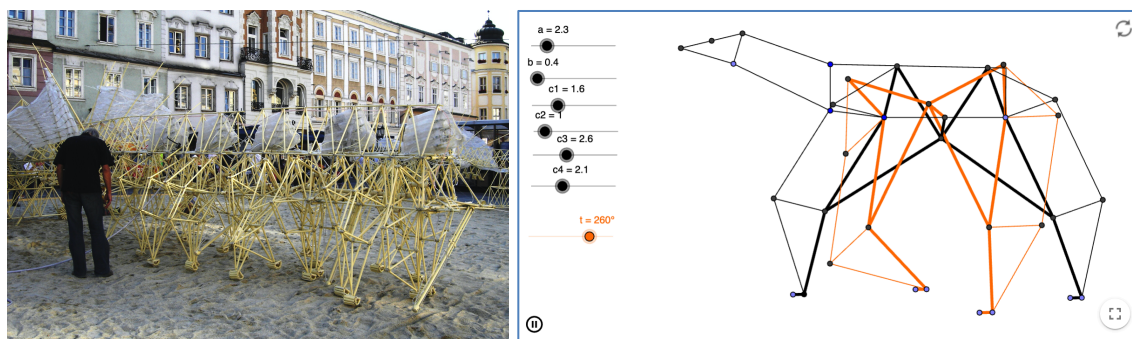 a = 2.3
b = 0.4
c1 = 1.6
c2 = 1
c3 = 2.6
c4 = 2.1
t = 260°